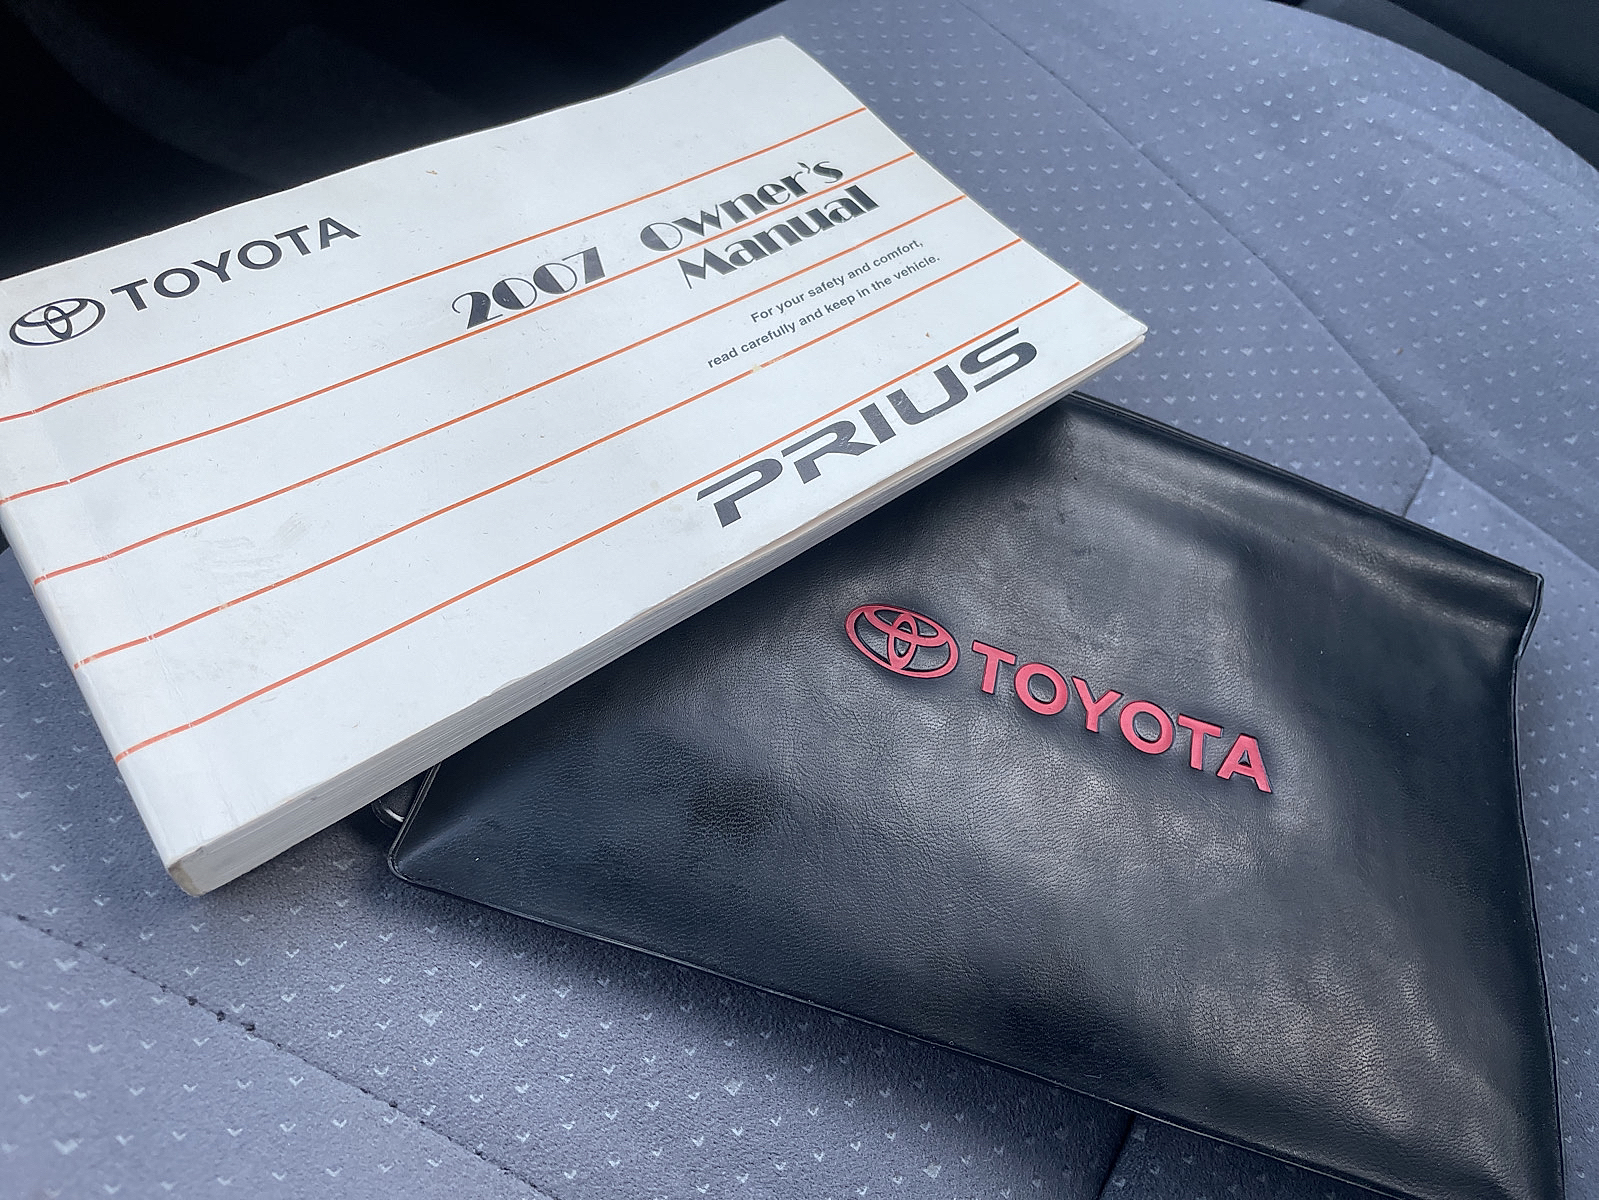 TOYOTA
2007 Owner's
Manual
For your safety and comfort,
read carefully and keep in the vehicle.
PRIUS
TOYOTA